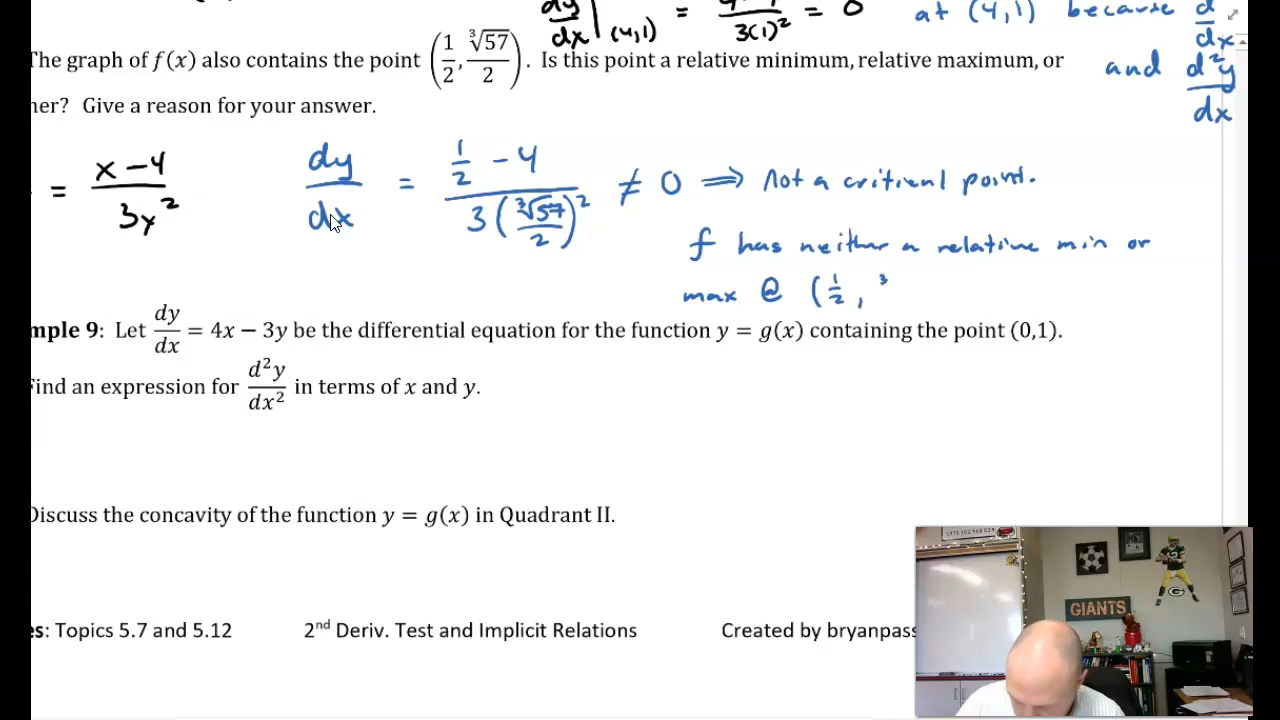 dy/dx |(4,1) = 3(1)² = 0 at (4,1) because d/dx
The graph of f(x) also contains the point (1/2, ∛57/2). Is this point a relative minimum, relative maximum, or
and d²y/dx
her? Give a reason for your answer.
= x-4/3y² dy/dx = 1/2 - 4/3(∛57/2)² ≠ 0 ⇒ Not a critical point.
f has neither a relative min or
max @ (1/2, ³
mple 9: Let dy/dx = 4x − 3y be the differential equation for the function y = g(x) containing the point (0,1).
Find an expression for d²y/dx² in terms of x and y.
Discuss the concavity of the function y = g(x) in Quadrant II.
es: Topics 5.7 and 5.12 2nd Deriv. Test and Implicit Relations Created by bryanpass
GIANTS
G